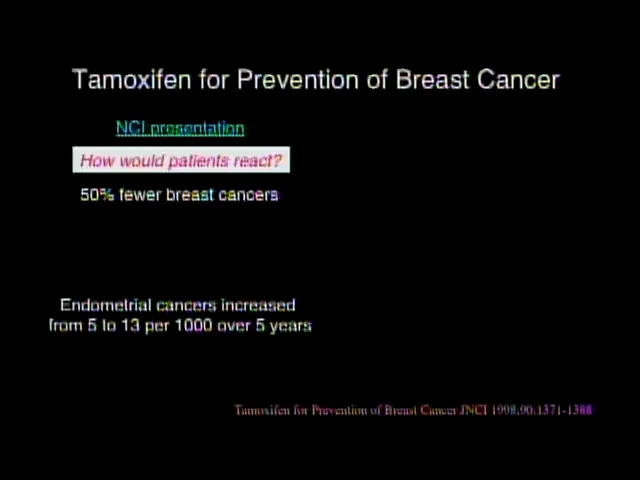 Tamoxifen for Prevention of Breast Cancer
NCI presentation
How would patients react?
50% fewer breast cancers
Endometrial cancers increased
from 5 to 13 per 1000 over 5 years
Tamoxifen for Prevention of Breast Cancer JNCI 1998;90:1371-1388